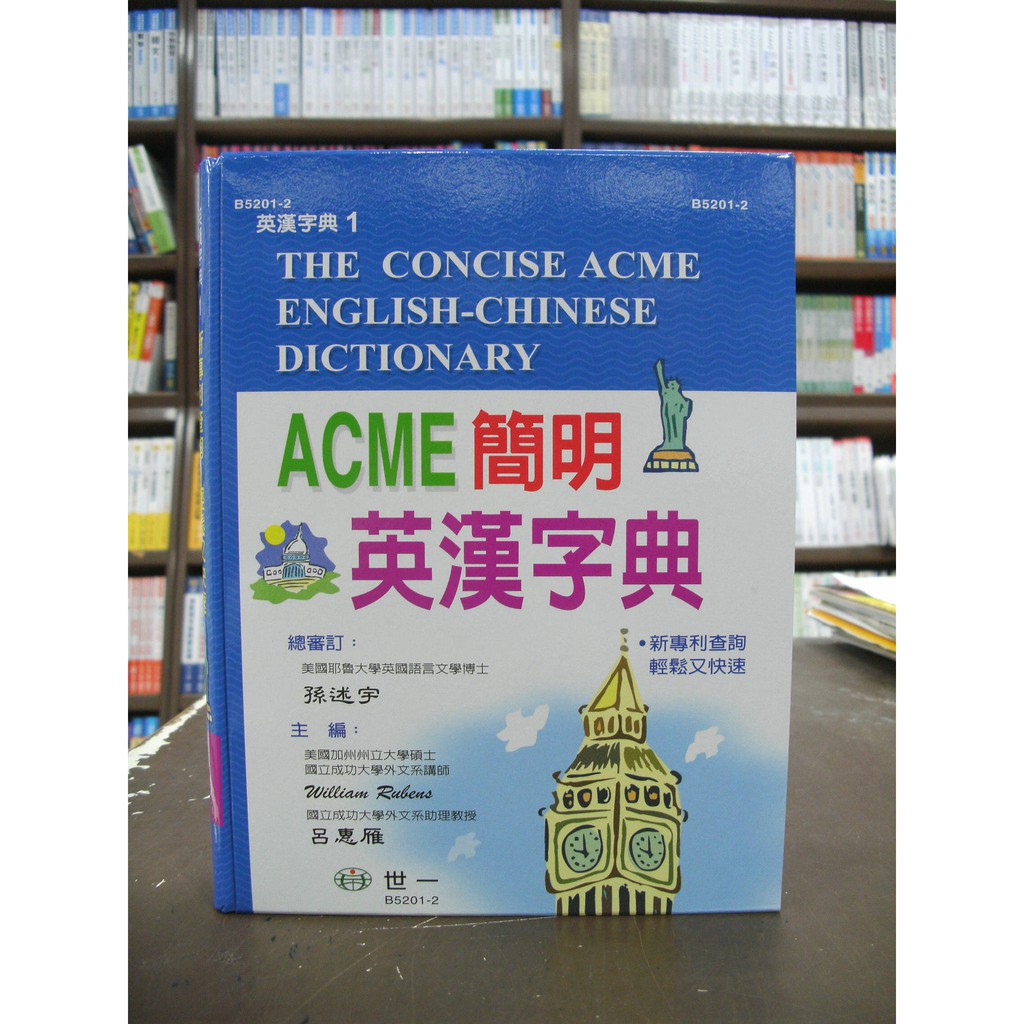 B5201-2
B5201-2
英漢字典 1
THE CONCISE ACME
ENGLISH-CHINESE
DICTIONARY
ACME 簡明
英漢字典
總審訂：
美國耶魯大學英國語言文學博士
孫述宇
主 編：
美國加州州立大學碩士
國立成功大學外文系講師
William Rubens
國立成功大學外文系助理教授
呂惠雁
•新專利查詢
輕鬆又快速
世一
B5201-2